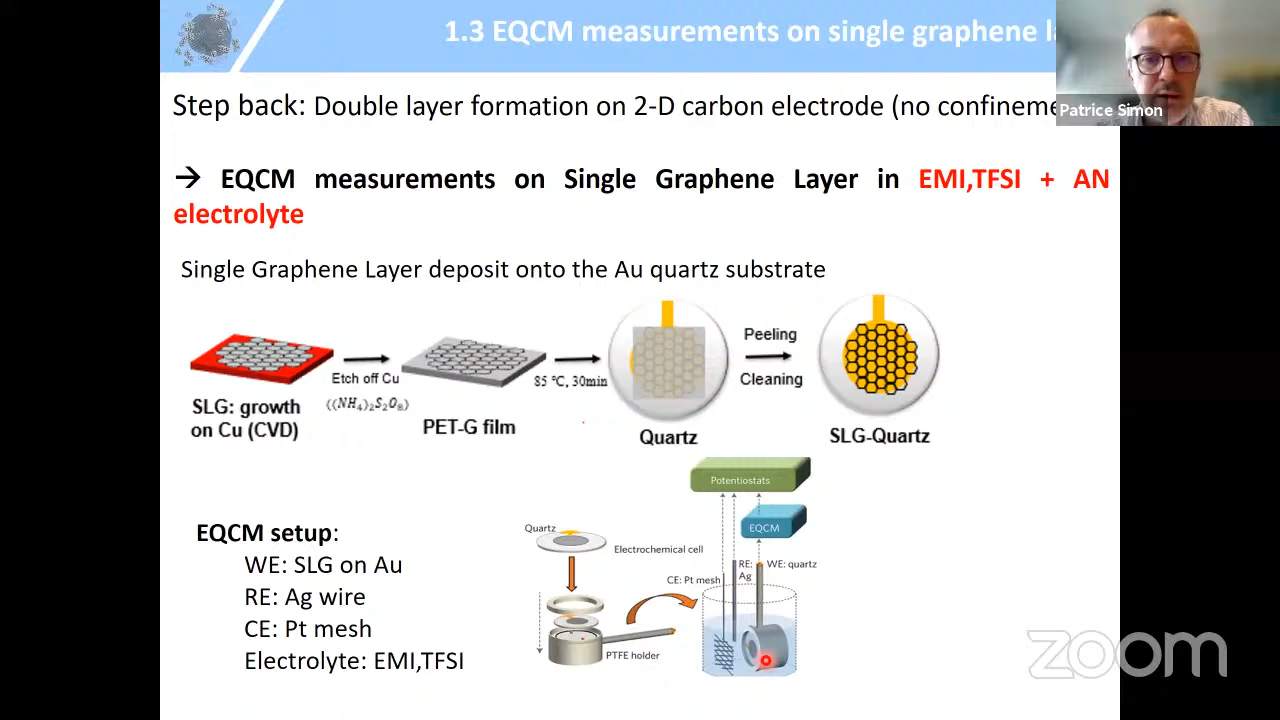 1.3 EQCM measurements on single graphene
Patrice Simon
Step back: Double layer formation on 2-D carbon electrode (no
→ EQCM measurements on Single Graphene Layer in EMI,TFSI + AN
electrolyte
Single Graphene Layer deposit onto the Au quartz substrate
SLG: growth
on Cu (CVD)
Etch off Cu
((NH₄)₂S₂O₈)
PET-G film
85 °C, 30min
Quartz
Peeling
Cleaning
SLG-Quartz
EQCM setup:
WE: SLG on Au
RE: Ag wire
CE: Pt mesh
Electrolyte: EMI,TFSI
Quartz
Electrochemical cell
PTFE holder
Potentiostats
EQCM
CE: Pt mesh
RE:
Ag
WE: quartz
zoom